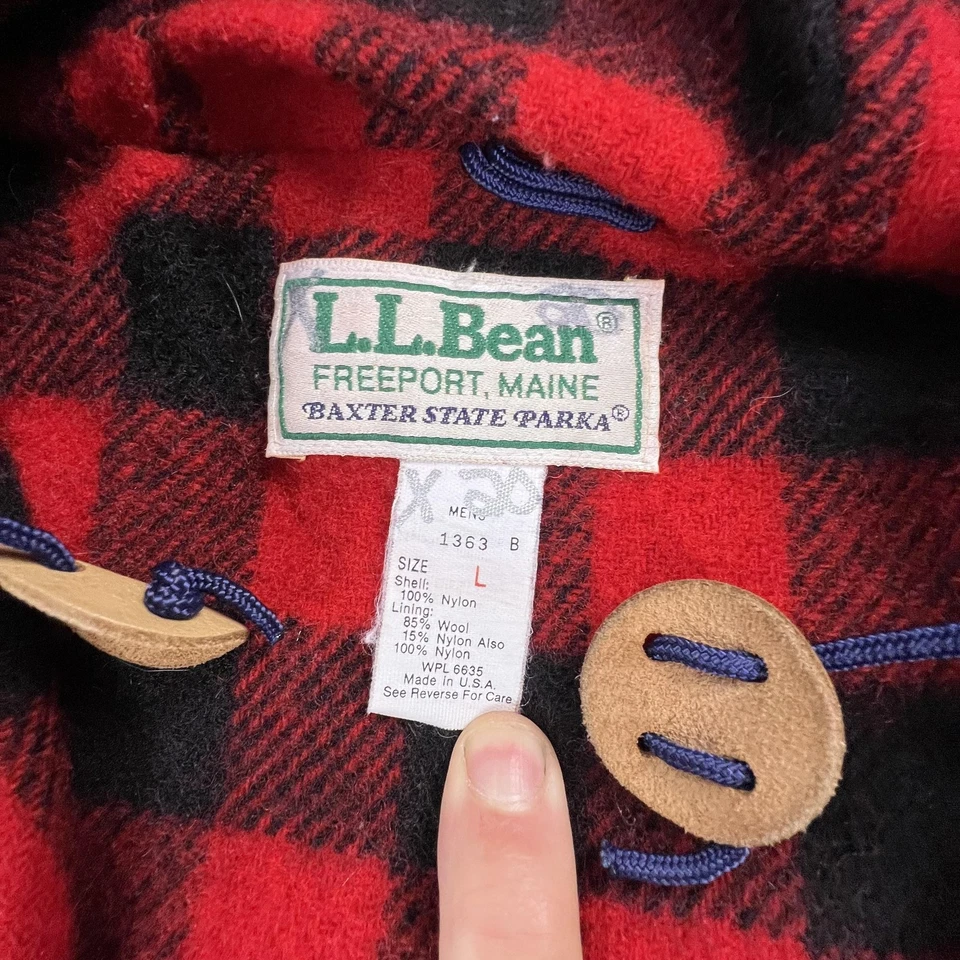 L.L.Bean®
FREEPORT, MAINE
BAXTER STATE PARKA®
MENS
1363 B
SIZE L
Shell:
100% Nylon
Lining:
85% Wool
15% Nylon Also
100% Nylon
WPL 6635
Made in U.S.A.
See Reverse For Care